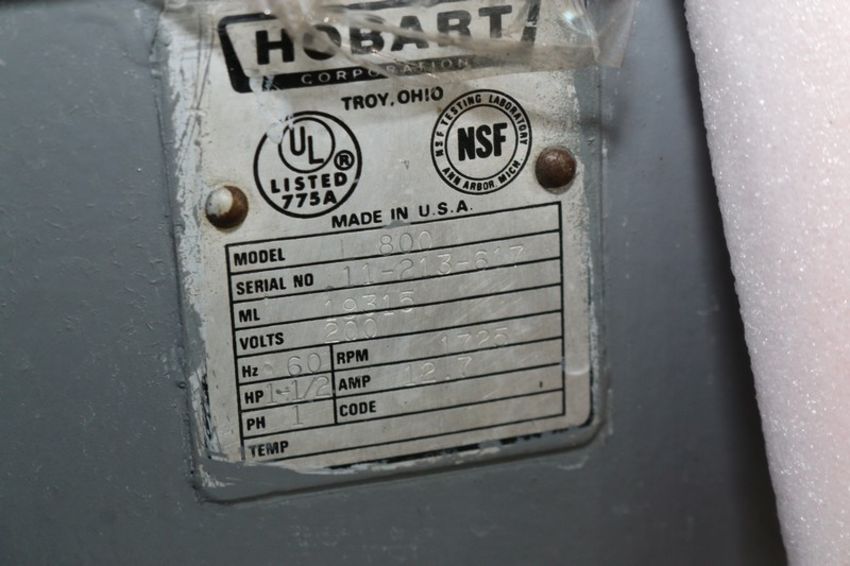 HOBART
CORPORATION
TROY, OHIO
UL®
LISTED
775A
NSF TESTING LABORATORY
NSF
ANN ARBOR, MICH.
MADE IN U.S.A.
MODEL 800
SERIAL NO 11-213-617
ML 19315
VOLTS 200
Hz 60 RPM 1725
HP 1-1/2 AMP 12.7
PH 1 CODE
TEMP